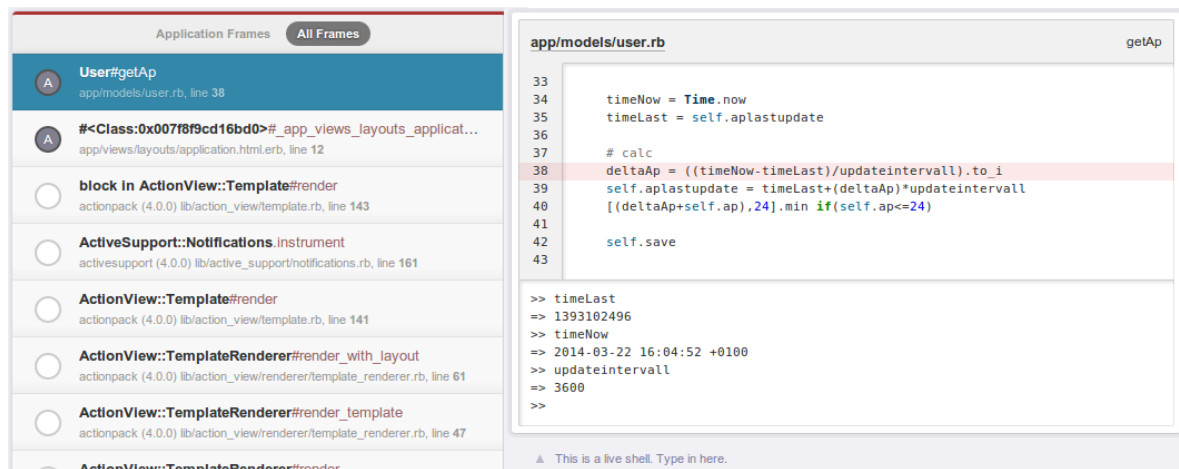 Application Frames All Frames
A User#getAp
app/models/user.rb, line 38
A #<Class:0x007f8f9cd16bd0>#_app_views_layouts_applicat...
app/views/layouts/application.html.erb, line 12
block in ActionView::Template#render
actionpack (4.0.0) lib/action_view/template.rb, line 143
ActiveSupport::Notifications.instrument
activesupport (4.0.0) lib/active_support/notifications.rb, line 161
ActionView::Template#render
actionpack (4.0.0) lib/action_view/template.rb, line 141
ActionView::TemplateRenderer#render_with_layout
actionpack (4.0.0) lib/action_view/renderer/template_renderer.rb, line 61
ActionView::TemplateRenderer#render_template
actionpack (4.0.0) lib/action_view/renderer/template_renderer.rb, line 47
ActionView::TemplateRenderer#render
app/models/user.rb getAp
33
34 timeNow = Time.now
35 timeLast = self.aplastupdate
36
37 # calc
38 deltaAp = ((timeNow-timeLast)/updateintervall).to_i
39 self.aplastupdate = timeLast+(deltaAp)*updateintervall
40 [(deltaAp+self.ap),24].min if(self.ap<=24)
41
42 self.save
43
>> timeLast
=> 1393102496
>> timeNow
=> 2014-03-22 16:04:52 +0100
>> updateintervall
=> 3600
>>
▲ This is a live shell. Type in here.